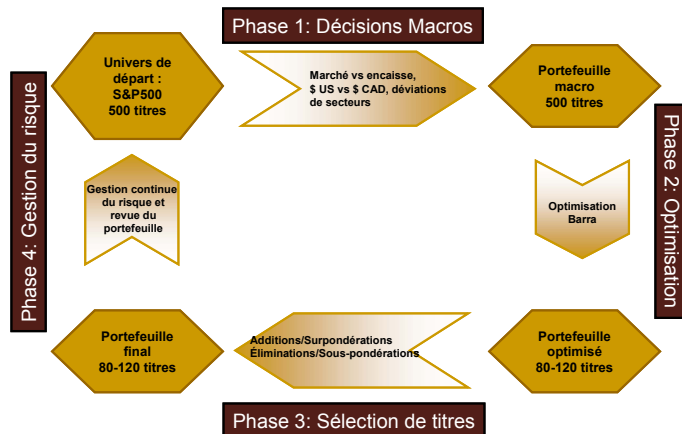 Phase 1: Décisions Macros
Univers de
départ :
S&P500
500 titres
Marché vs encaisse,
$ US vs $ CAD, déviations
de secteurs
Portefeuille
macro
500 titres
Phase 2: Optimisation
Optimisation
Barra
Portefeuille
optimisé
80-120 titres
Phase 3: Sélection de titres
Additions/Surpondérations
Éliminations/Sous-pondérations
Portefeuille
final
80-120 titres
Phase 4: Gestion du risque
Gestion continue
du risque et
revue du
portefeuille